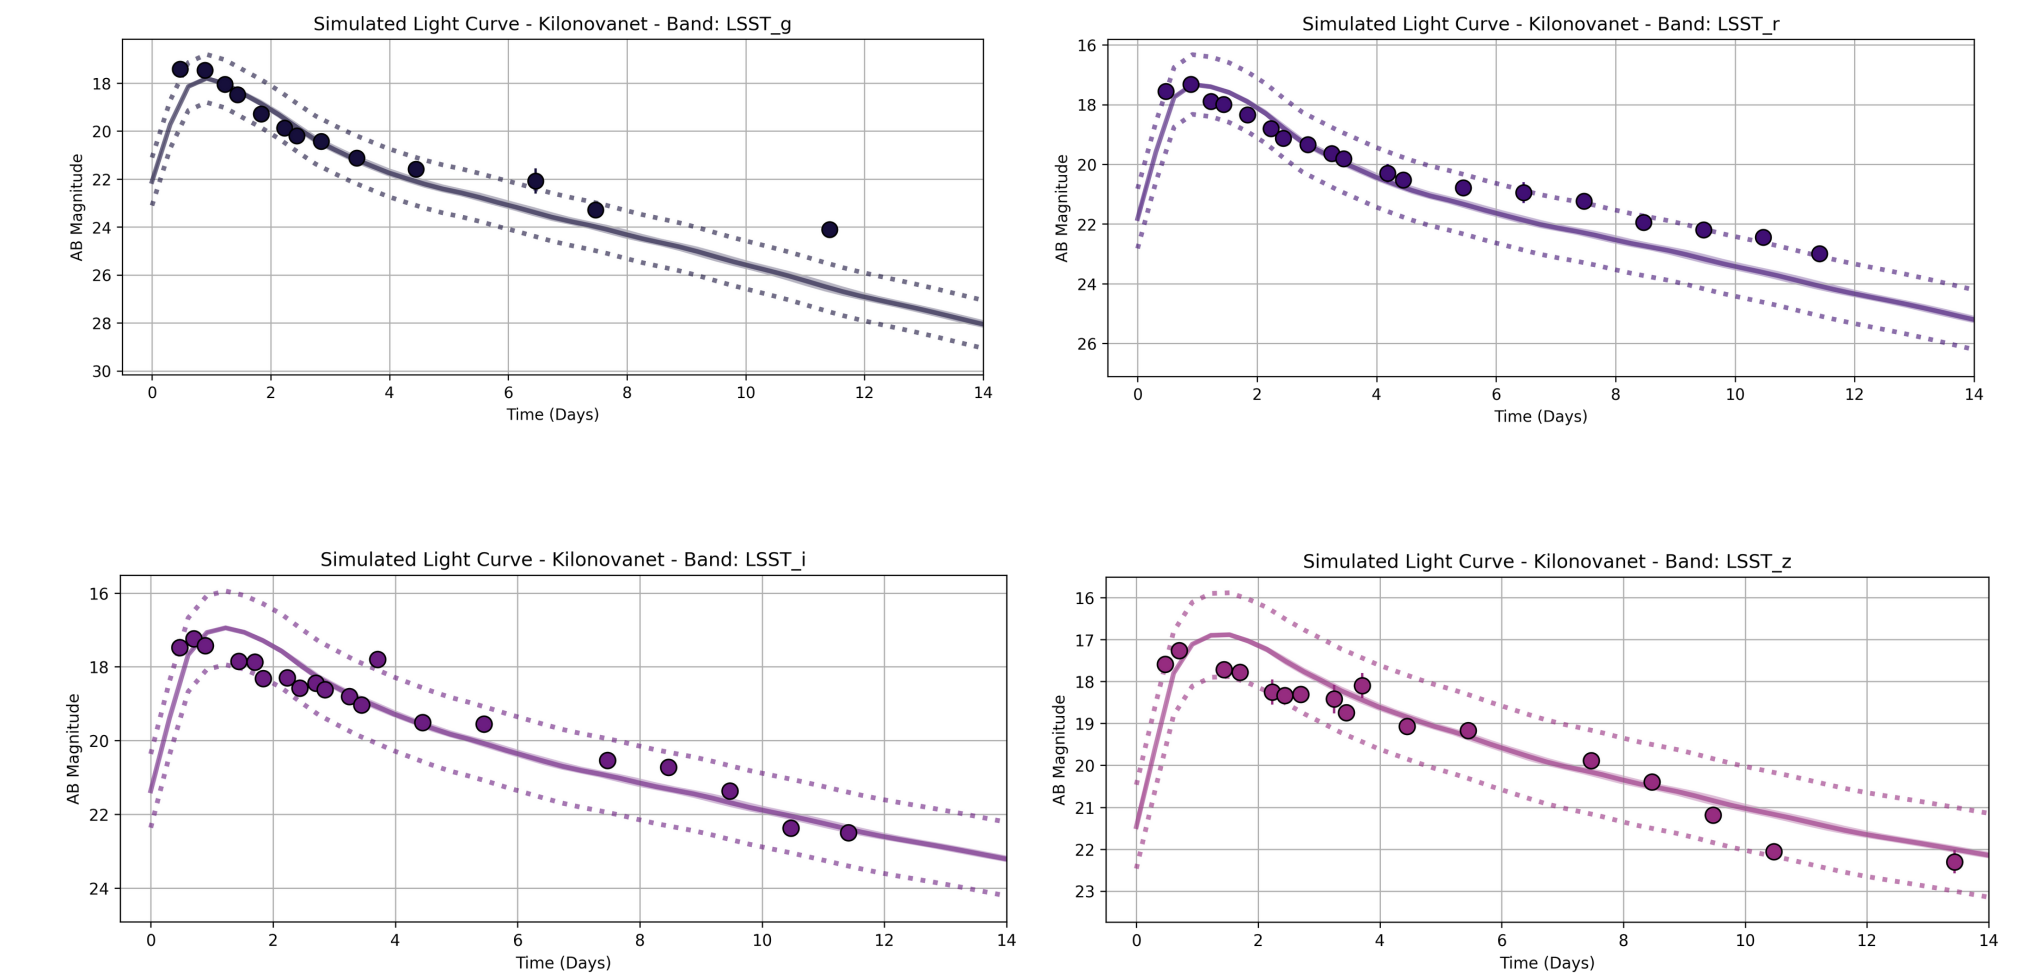 Simulated Light Curve - Kilonovanet - Band: LSST_g
AB Magnitude
18
20
22
24
26
28
30
0 2 4 6 8 10 12 14
Time (Days)
Simulated Light Curve - Kilonovanet - Band: LSST_r
AB Magnitude
16
18
20
22
24
26
0 2 4 6 8 10 12 14
Time (Days)
Simulated Light Curve - Kilonovanet - Band: LSST_i
AB Magnitude
16
18
20
22
24
0 2 4 6 8 10 12 14
Time (Days)
Simulated Light Curve - Kilonovanet - Band: LSST_z
AB Magnitude
16
17
18
19
20
21
22
23
0 2 4 6 8 10 12 14
Time (Days)